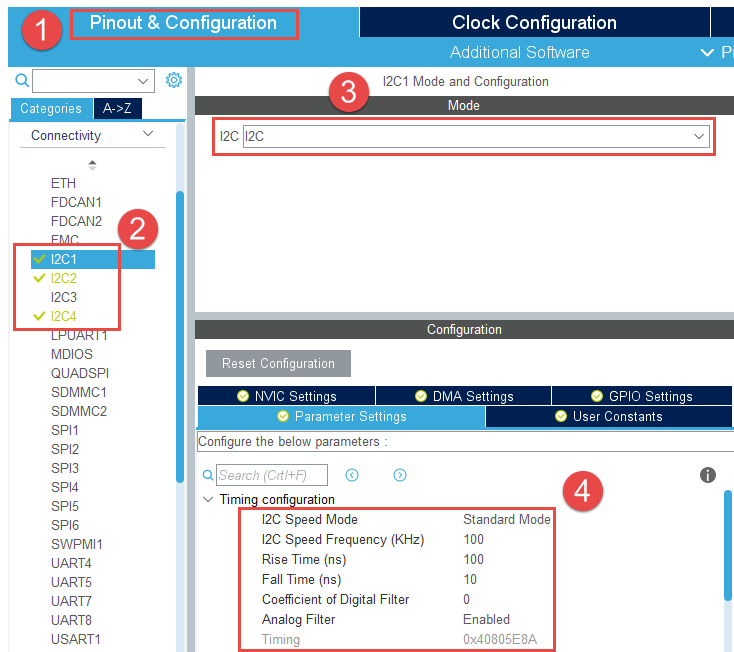 1
Pinout & Configuration
Clock Configuration
Additional Software
Pi
Categories
A->Z
Connectivity
ETH
FDCAN1
FDCAN2
FMC
2
I2C1
I2C2
I2C3
I2C4
LPUART1
MDIOS
QUADSPI
SDMMC1
SDMMC2
SPI1
SPI2
SPI3
SPI4
SPI5
SPI6
SWPMI1
UART4
UART5
UART7
UART8
USART1
I2C1 Mode and Configuration
3
Mode
I2C I2C
Configuration
Reset Configuration
NVIC Settings
DMA Settings
GPIO Settings
Parameter Settings
User Constants
Configure the below parameters :
Search (Crtl+F)
i
4
Timing configuration
I2C Speed Mode Standard Mode
I2C Speed Frequency (KHz) 100
Rise Time (ns) 100
Fall Time (ns) 10
Coefficient of Digital Filter 0
Analog Filter Enabled
Timing 0x40805E8A